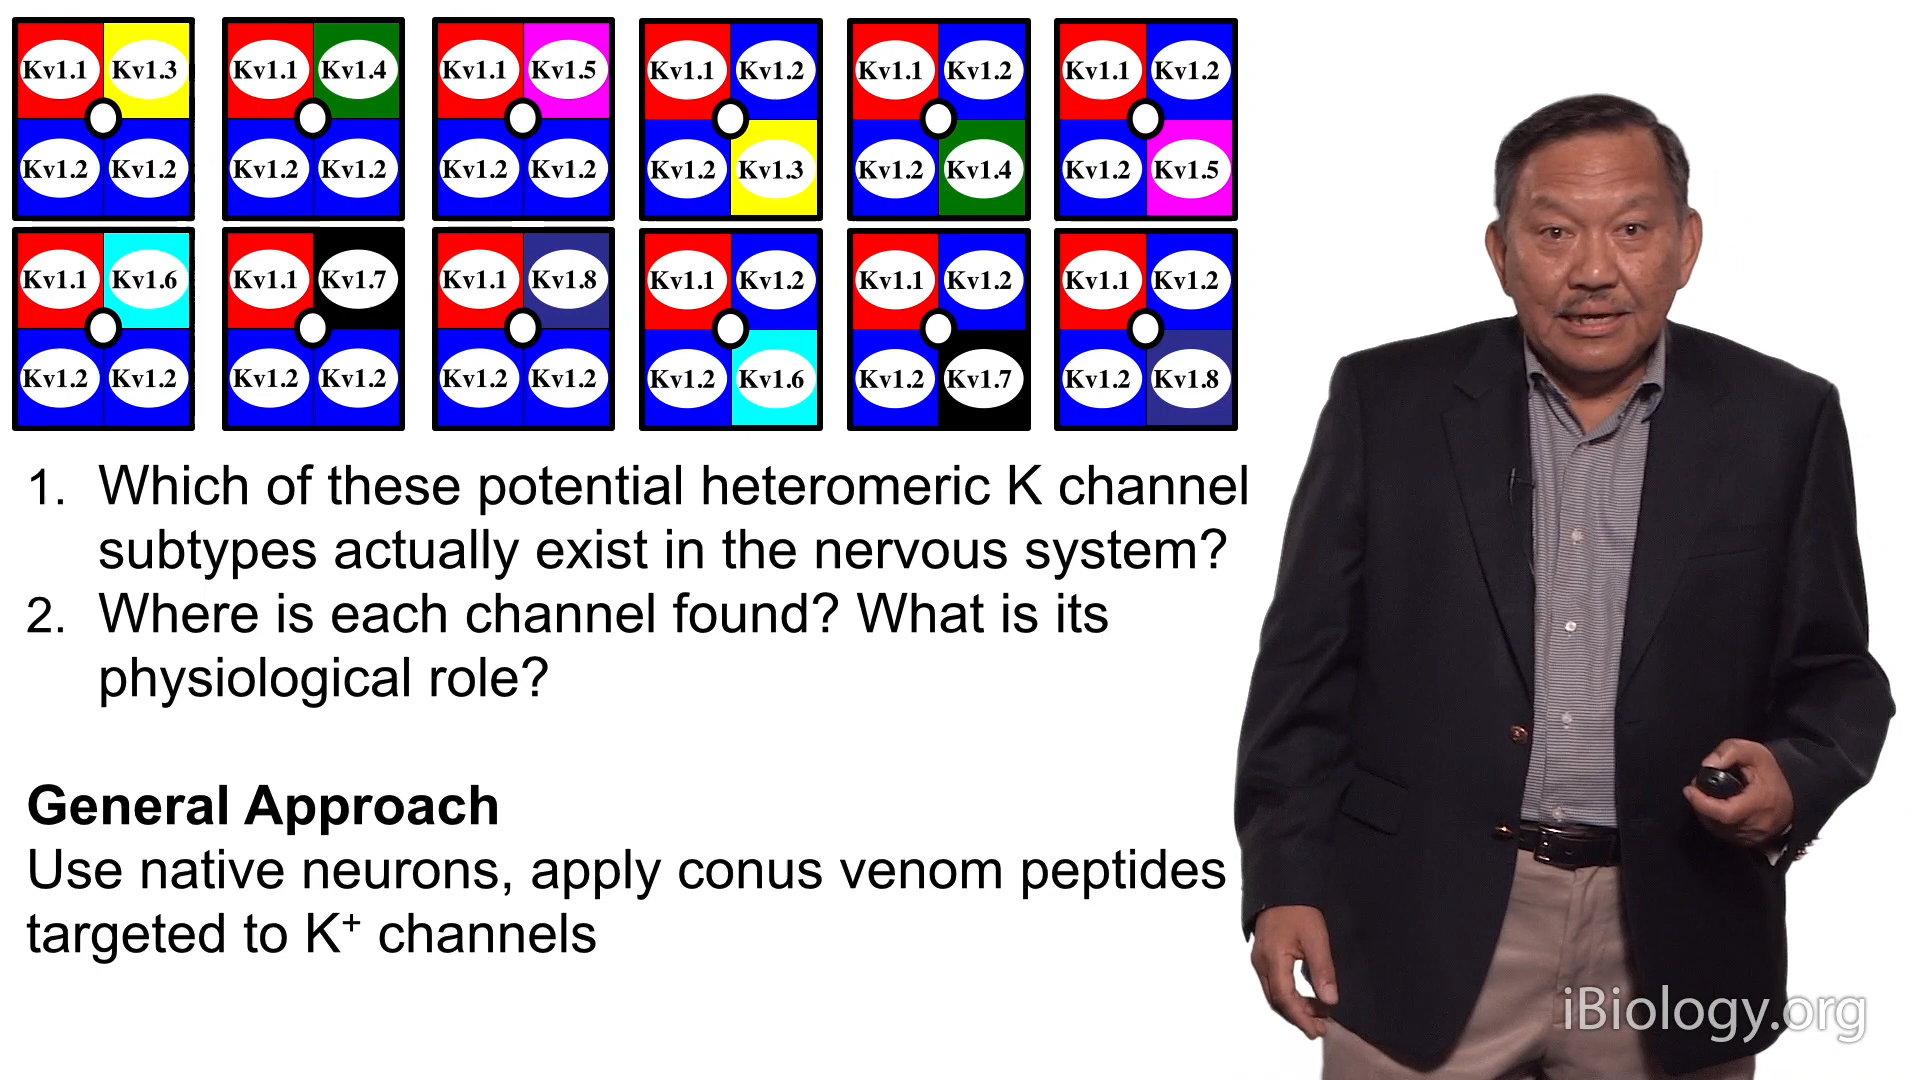 Kv1.1 Kv1.3 Kv1.1 Kv1.4 Kv1.1 Kv1.5 Kv1.1 Kv1.2 Kv1.1 Kv1.2 Kv1.1 Kv1.2
Kv1.2 Kv1.2 Kv1.2 Kv1.2 Kv1.2 Kv1.2 Kv1.2 Kv1.3 Kv1.2 Kv1.4 Kv1.2 Kv1.5
Kv1.1 Kv1.6 Kv1.1 Kv1.7 Kv1.1 Kv1.8 Kv1.1 Kv1.2 Kv1.1 Kv1.2 Kv1.1 Kv1.2
Kv1.2 Kv1.2 Kv1.2 Kv1.2 Kv1.2 Kv1.2 Kv1.2 Kv1.6 Kv1.2 Kv1.7 Kv1.2 Kv1.8
1. Which of these potential heteromeric K channel
subtypes actually exist in the nervous system?
2. Where is each channel found? What is its
physiological role?
General Approach
Use native neurons, apply conus venom peptides
targeted to K⁺ channels
iBiology.org